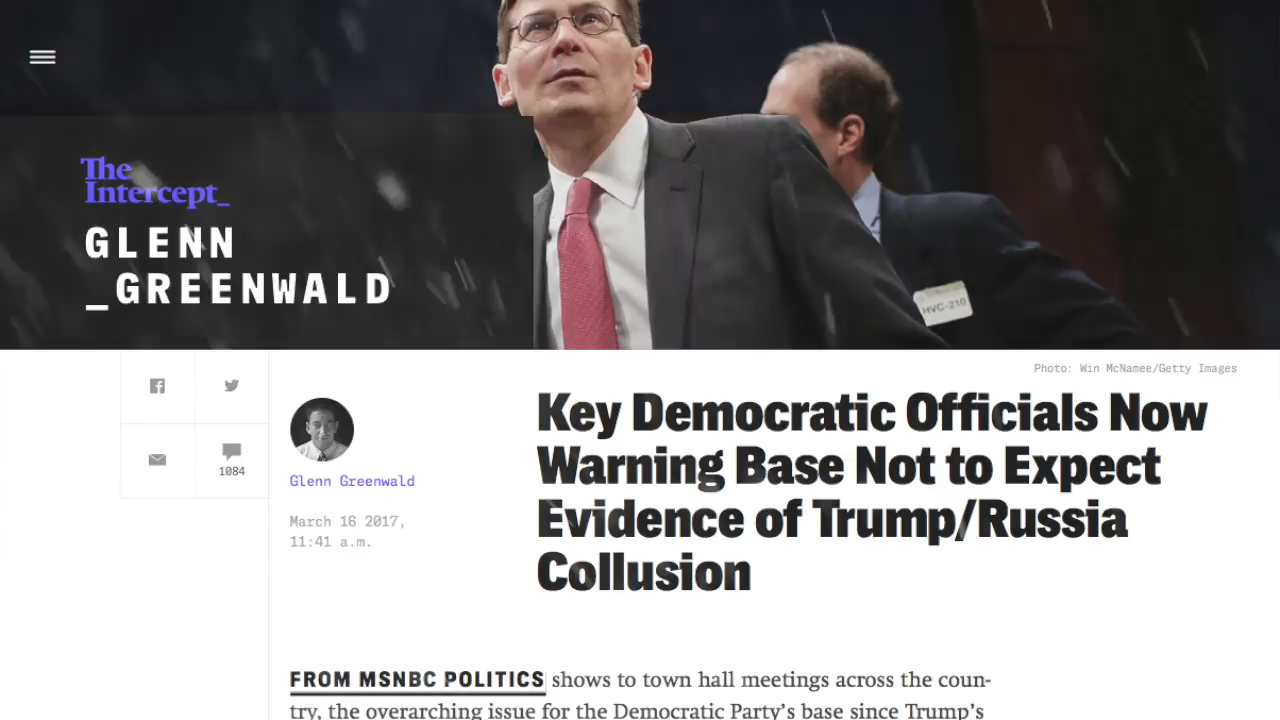 The
Intercept_
GLENN
_GREENWALD
HVC-210
Photo: Win McNamee/Getty Images
Key Democratic Officials Now
Warning Base Not to Expect
Evidence of Trump/Russia
Collusion
1084
Glenn Greenwald
March 16 2017,
11:41 a.m.
FROM MSNBC POLITICS shows to town hall meetings across the coun-
try, the overarching issue for the Democratic Party’s base since Trump’s